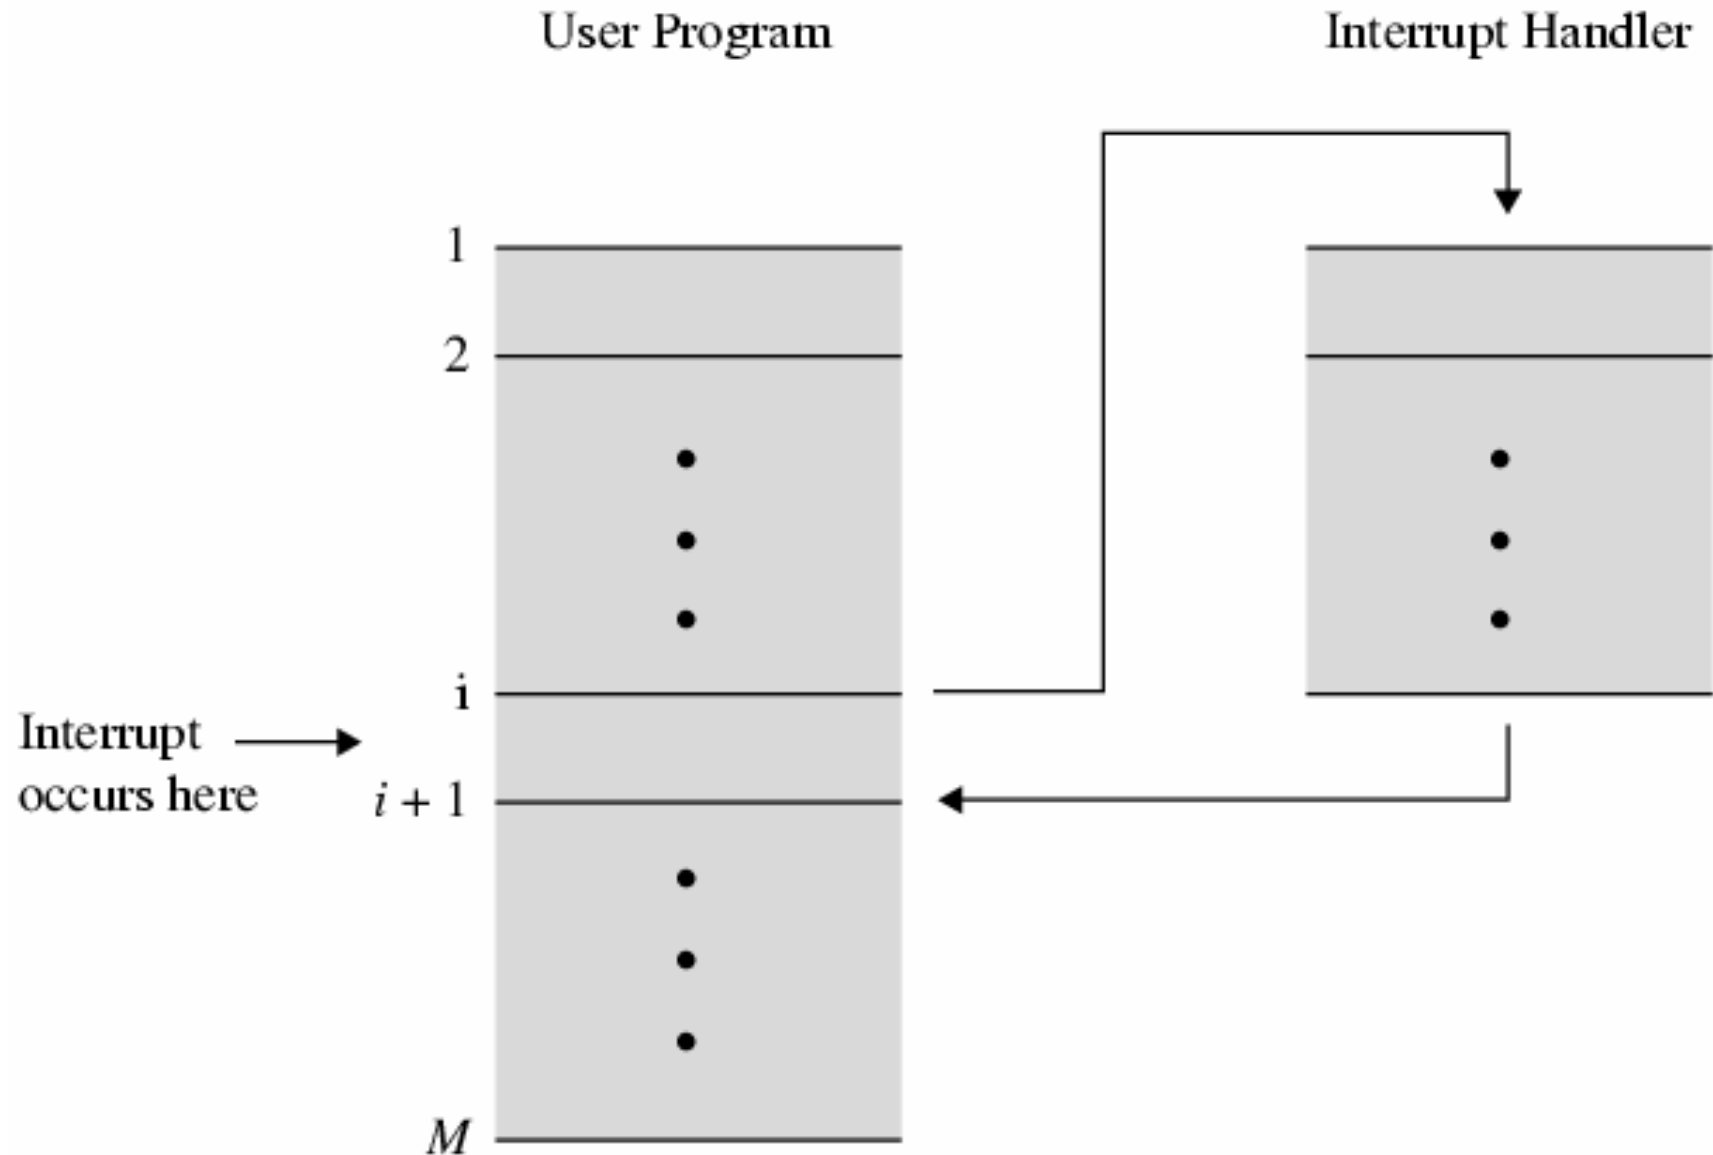 User Program
Interrupt Handler
1
2
i
Interrupt
occurs here
i + 1
M